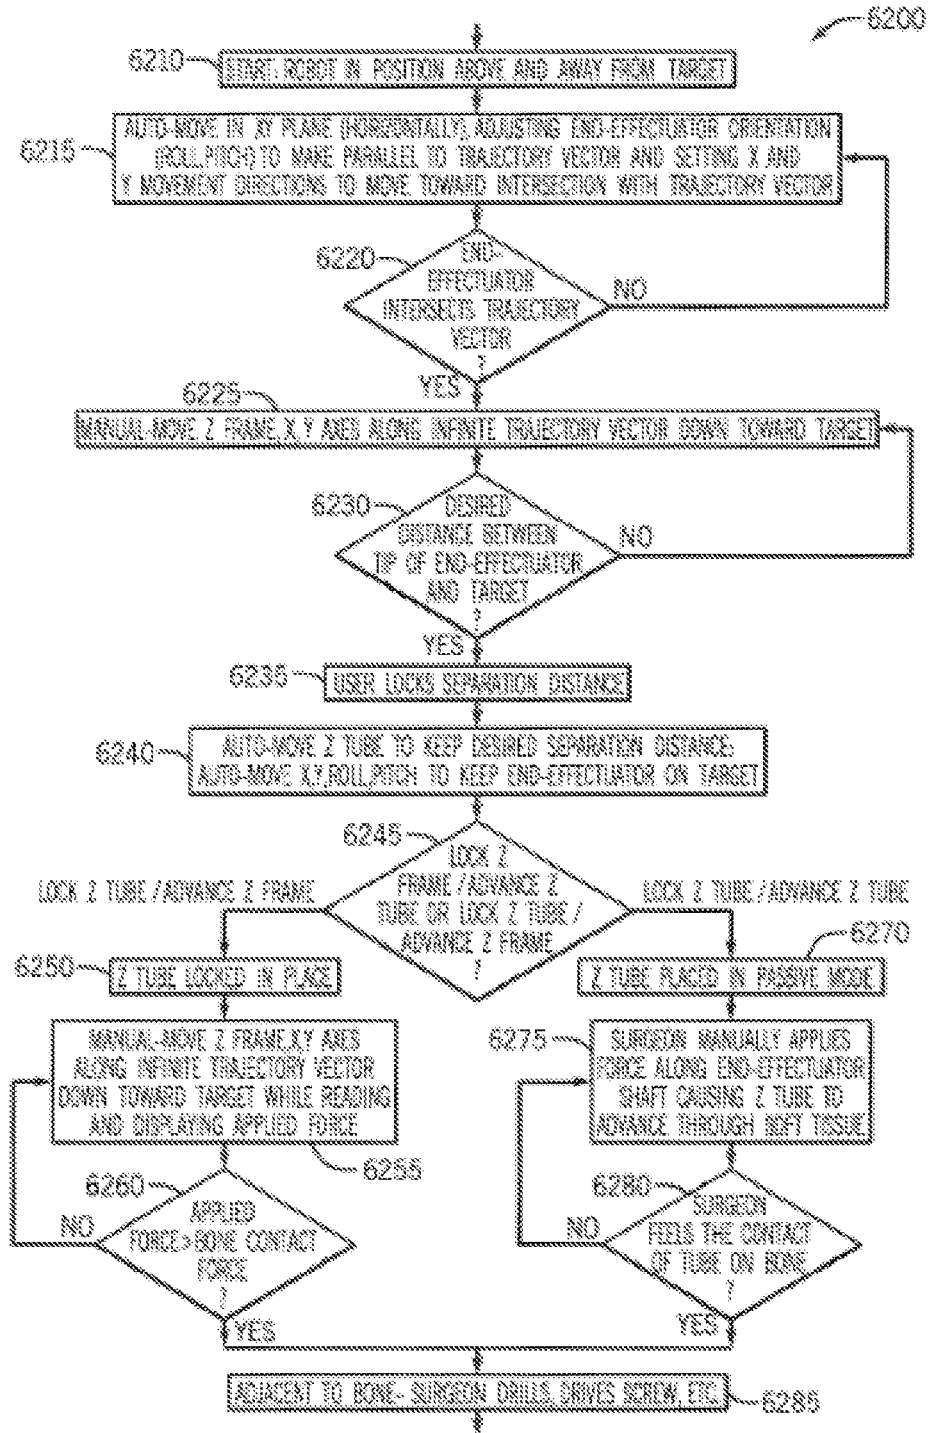 6200
6210
START: ROBOT IN POSITION ABOVE AND AWAY FROM TARGET
6215
AUTO-MOVE IN XY PLANE (HORIZONTALLY), ADJUSTING END-EFFECTUATOR ORIENTATION
(ROLL,PITCH) TO MAKE PARALLEL TO TRAJECTORY VECTOR AND SETTING X AND
Y MOVEMENT DIRECTIONS TO MOVE TOWARD INTERSECTION WITH TRAJECTORY VECTOR
6220
END-
EFFECTUATOR
INTERSECTS TRAJECTORY
VECTOR
?
NO
YES
6225
MANUAL-MOVE Z FRAME, X,Y AXES ALONG INFINITE TRAJECTORY VECTOR DOWN TOWARD TARGET
6230
DESIRED
DISTANCE BETWEEN
TIP OF END-EFFECTUATOR
AND TARGET
?
NO
YES
6235
USER LOCKS SEPARATION DISTANCE
6240
AUTO-MOVE Z TUBE TO KEEP DESIRED SEPARATION DISTANCE;
AUTO-MOVE X,Y,ROLL,PITCH TO KEEP END-EFFECTUATOR ON TARGET
6245
LOCK Z
FRAME/ADVANCE Z
TUBE OR LOCK Z TUBE/
ADVANCE Z FRAME
?
LOCK Z TUBE/ADVANCE Z FRAME
LOCK Z TUBE/ADVANCE Z TUBE
6250
Z TUBE LOCKED IN PLACE
6270
Z TUBE PLACED IN PASSIVE MODE
MANUAL-MOVE Z FRAME,X,Y AXES
ALONG INFINITE TRAJECTORY VECTOR
DOWN TOWARD TARGET WHILE READING
AND DISPLAYING APPLIED FORCE
6255
6275
SURGEON MANUALLY APPLIES
FORCE ALONG END-EFFECTUATOR
SHAFT CAUSING Z TUBE TO
ADVANCE THROUGH SOFT TISSUE
6260
APPLIED
FORCE>BONE CONTACT
FORCE
?
NO
YES
6280
SURGEON
FEELS THE CONTACT
OF TUBE ON BONE
?
NO
YES
ADJACENT TO BONE- SURGEON DRILLS, DRIVES SCREW, ETC.
6285